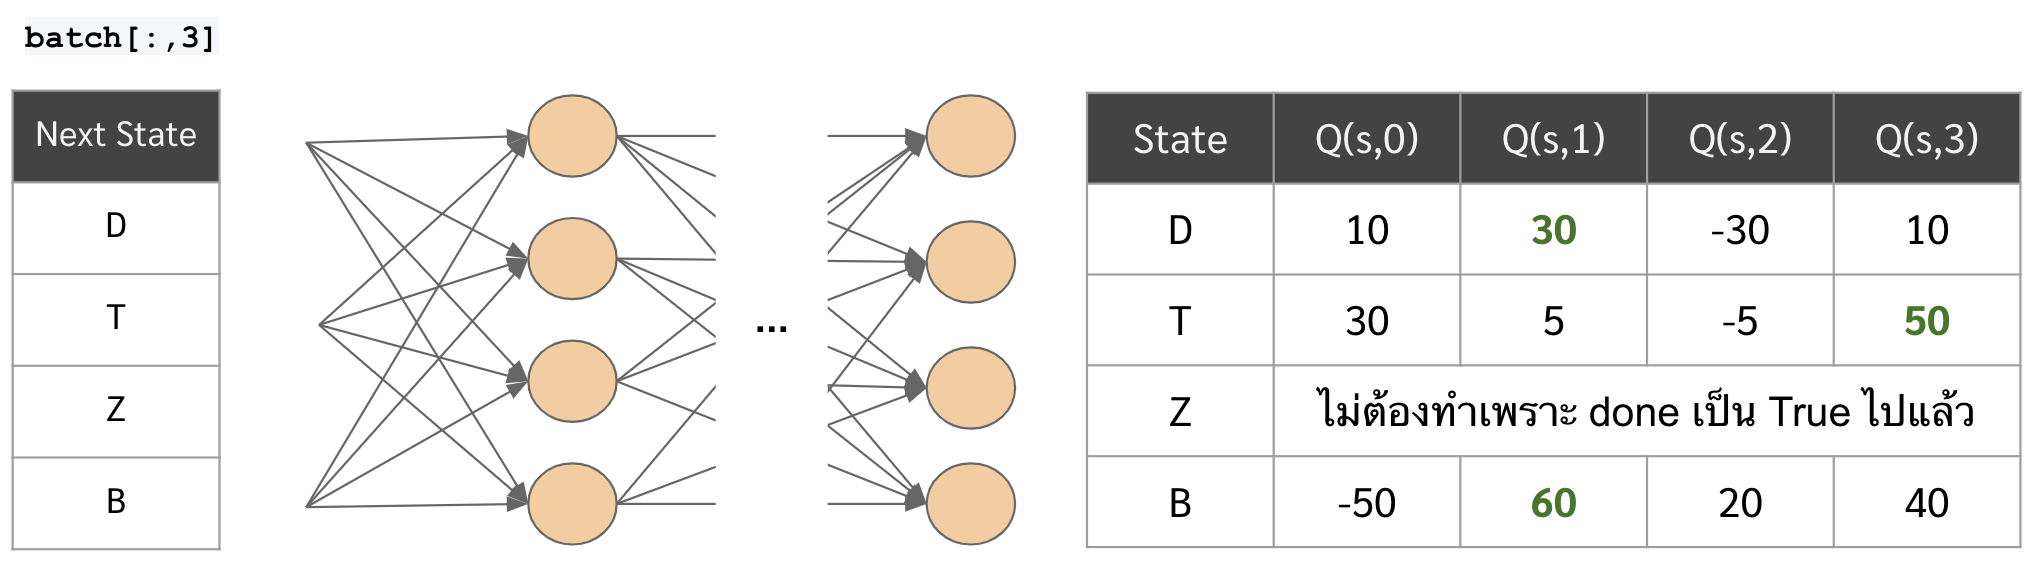 batch[:,3]
Next State
D
T
Z
B
...
State Q(s,0) Q(s,1) Q(s,2) Q(s,3)
D 10 30 -30 10
T 30 5 -5 50
Z ไม่ต้องทำเพราะ done เป็น True ไปแล้ว
B -50 60 20 40